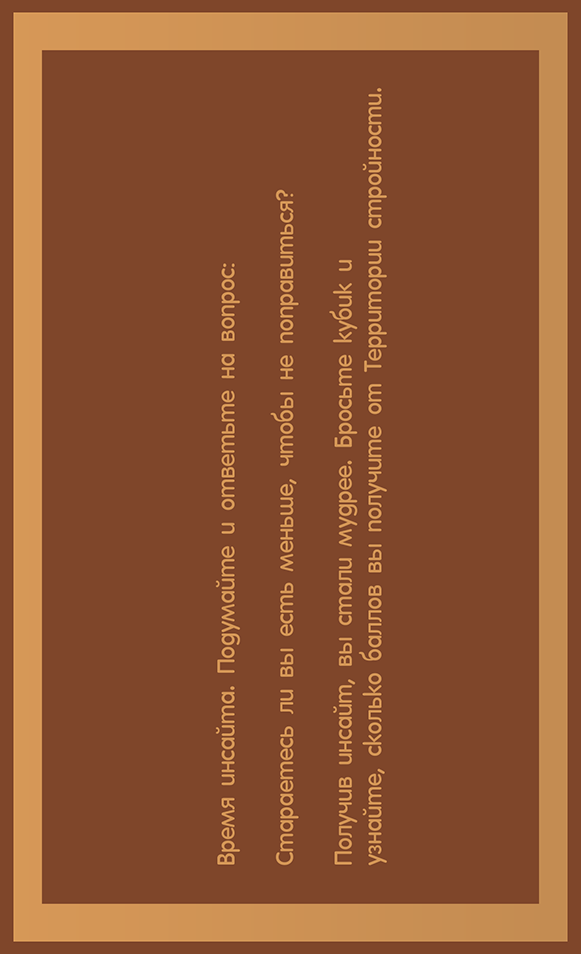 Время инсайта. Подумайте и ответьте на вопрос:
Стараетесь ли вы есть меньше, чтобы не поправиться?
Получив инсайт, вы стали мудрее. Бросьте кубик и
узнайте, сколько баллов вы получите от Территории стройности.